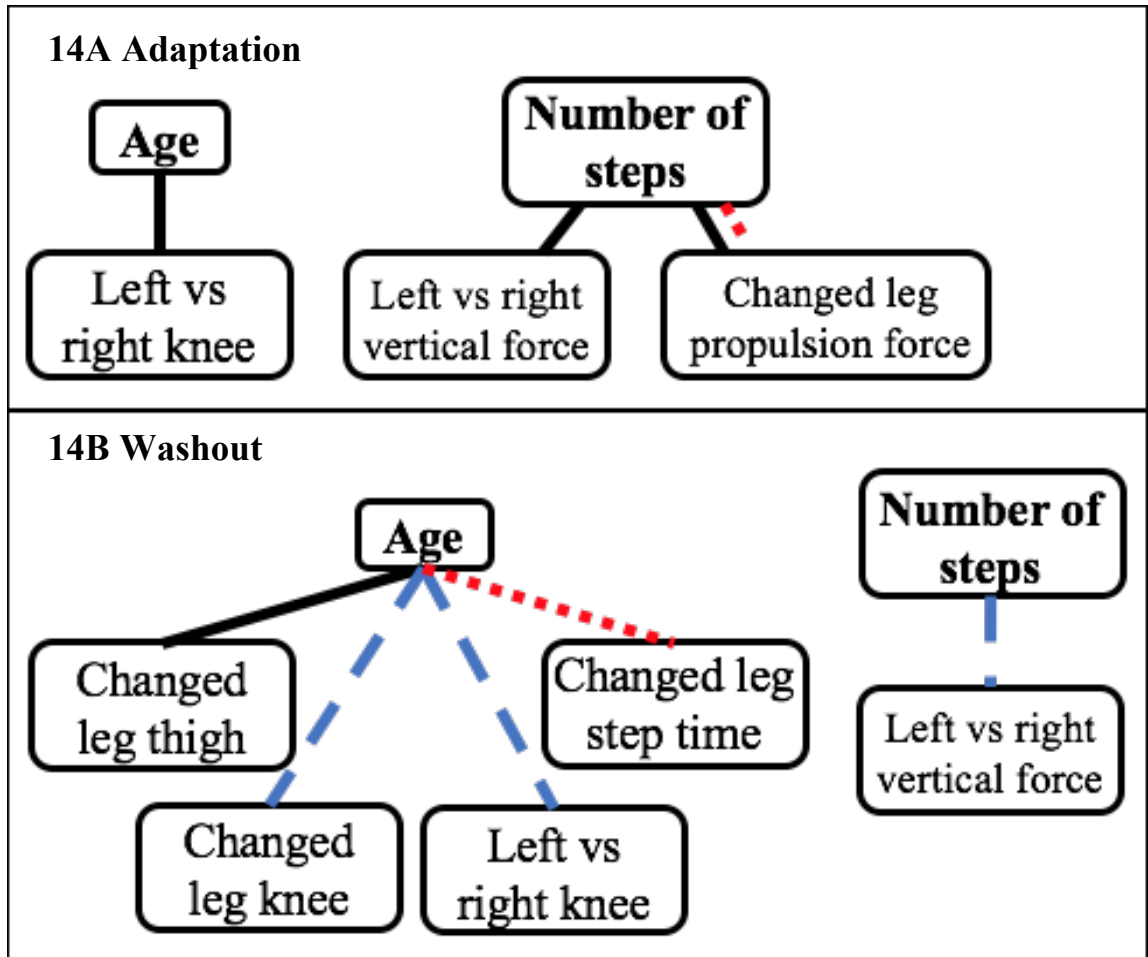 14A Adaptation
Age
Number of
steps
Left vs
right knee
Left vs right
vertical force
Changed leg
propulsion force
14B Washout
Age
Number of
steps
Changed
leg thigh
Changed leg
step time
Left vs right
vertical force
Changed
leg knee
Left vs
right knee